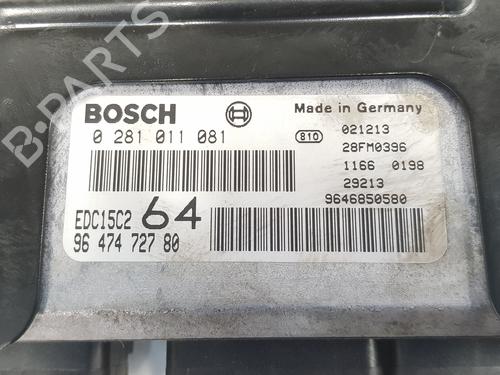 B-PARTS
BOSCH
Made in Germany
0 281 011 081
810
021213
28FM0396
1166 0198
29213
9646850580
EDC15C2 64
96 474 727 80